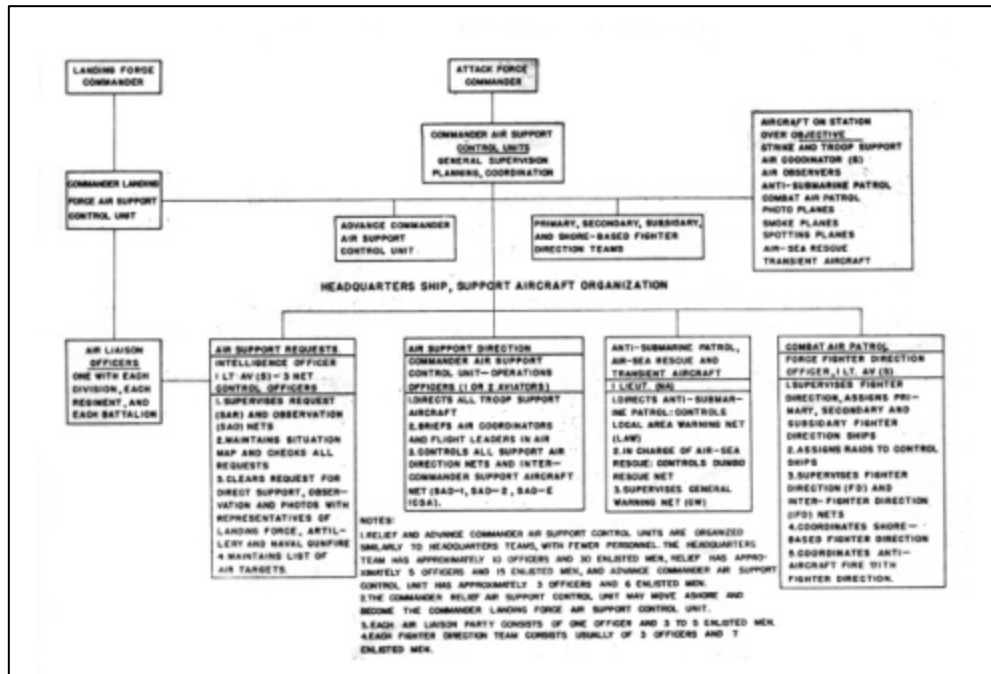 LANDING FORCE
COMMANDER
ATTACK FORCE
COMMANDER
COMMANDER AIR SUPPORT
CONTROL UNITS
GENERAL SUPERVISION
PLANNING, COORDINATION
AIRCRAFT ON STATION
OVER OBJECTIVE
STRIKE AND TROOP SUPPORT
AIR COODINATOR (S)
AIR OBSERVERS
ANTI-SUBMARINE PATROL
COMBAT AIR PATROL
PHOTO PLANES
SMOKE PLANES
SPOTTING PLANES
AIR-SEA RESCUE
TRANSIENT AIRCRAFT
COMMANDER LANDING
FORCE AIR SUPPORT
CONTROL UNIT
ADVANCE COMMANDER
AIR SUPPORT
CONTROL UNIT
PRIMARY, SECONDARY, SUBSIDARY,
AND SHORE-BASED FIGHTER
DIRECTION TEAMS
HEADQUARTERS SHIP, SUPPORT AIRCRAFT ORGANIZATION
AIR LIAISON
OFFICERS
ONE WITH EACH
DIVISION, EACH
REGIMENT, AND
EACH BATTALION
AIR SUPPORT REQUESTS
INTELLIGENCE OFFICER
1 LT AV (S) - 3 NET
CONTROL OFFICERS
1.SUPERVISES REQUEST
(SAR) AND OBSERVATION
(SAO) NETS
2.MAINTAINS SITUATION
MAP AND CHECKS ALL
REQUESTS
3.CLEARS REQUEST FOR
DIRECT SUPPORT, OBSER-
VATION AND PHOTOS WITH
REPRESENTATIVES OF
LANDING FORCE, ARTIL-
LERY AND NAVAL GUNFIRE
4.MAINTAINS LIST OF
AIR TARGETS.
AIR SUPPORT DIRECTION
COMMANDER AIR SUPPORT
CONTROL UNIT—OPERATIONS
OFFICERS (1 OR 2 AVIATORS)
1.DIRECTS ALL TROOP SUPPORT
AIRCRAFT
2.BRIEFS AIR COORDINATORS
AND FLIGHT LEADERS IN AIR
3.CONTROLS ALL SUPPORT AIR
DIRECTION NETS AND INTER-
COMMANDER SUPPORT AIRCRAFT
NET (SAD-1, SAD-2, SAD-E
ICSA).
ANTI-SUBMARINE PATROL,
AIR-SEA RESCUE AND
TRANSIENT AIRCRAFT
1 LIEUT. (NA)
1.DIRECTS ANTI-SUBMAR-
INE PATROL: CONTROLS
LOCAL AREA WARNING NET
(LAW)
2.IN CHARGE OF AIR-SEA
RESCUE: CONTROLS DUMBO
RESCUE NET
3.SUPERVISES GENERAL
WARNING NET (GW)
COMBAT AIR PATROL
FORCE FIGHTER DIRECTION
OFFICER, 1 LT. AV (S).
1.SUPERVISES FIGHTER
DIRECTION, ASSIGNS PRI-
MARY, SECONDARY AND
SUBSIDIARY FIGHTER
DIRECTION SHIPS
2.ASSIGNS RAIDS TO CONTROL
SHIPS
3.SUPERVISES FIGHTER
DIRECTION (FD) AND
INTER-FIGHTER DIRECTION
(IFD) NETS
4.COORDINATES SHORE-
BASED FIGHTER DIRECTION
5.COORDINATES ANTI-
AIRCRAFT FIRE WITH
FIGHTER DIRECTION.
NOTES:
1.RELIEF AND ADVANCE COMMANDER AIR SUPPORT CONTROL UNITS ARE ORGANIZED
SIMILARLY TO HEADQUARTERS TEAMS, WITH FEWER PERSONNEL. THE HEADQUARTERS
TEAM HAS APPROXIMATELY 10 OFFICERS AND 30 ENLISTED MEN, RELIEF HAS APPRO-
XIMATELY 5 OFFICERS AND 15 ENLISTED MEN, AND ADVANCE COMMANDER AIR SUPPORT
CONTROL UNIT HAS APPROXIMATELY 3 OFFICERS AND 6 ENLISTED MEN.
2.THE COMMANDER RELIEF AIR SUPPORT CONTROL UNIT MAY MOVE ASHORE AND
BECOME THE COMMANDER LANDING FORCE AIR SUPPORT CONTROL UNIT.
3.EACH AIR LIAISON PARTY CONSISTS OF ONE OFFICER AND 3 TO 5 ENLISTED MEN.
4.EACH FIGHTER DIRECTION TEAM CONSISTS USUALLY OF 3 OFFICERS AND 7
ENLISTED MEN.